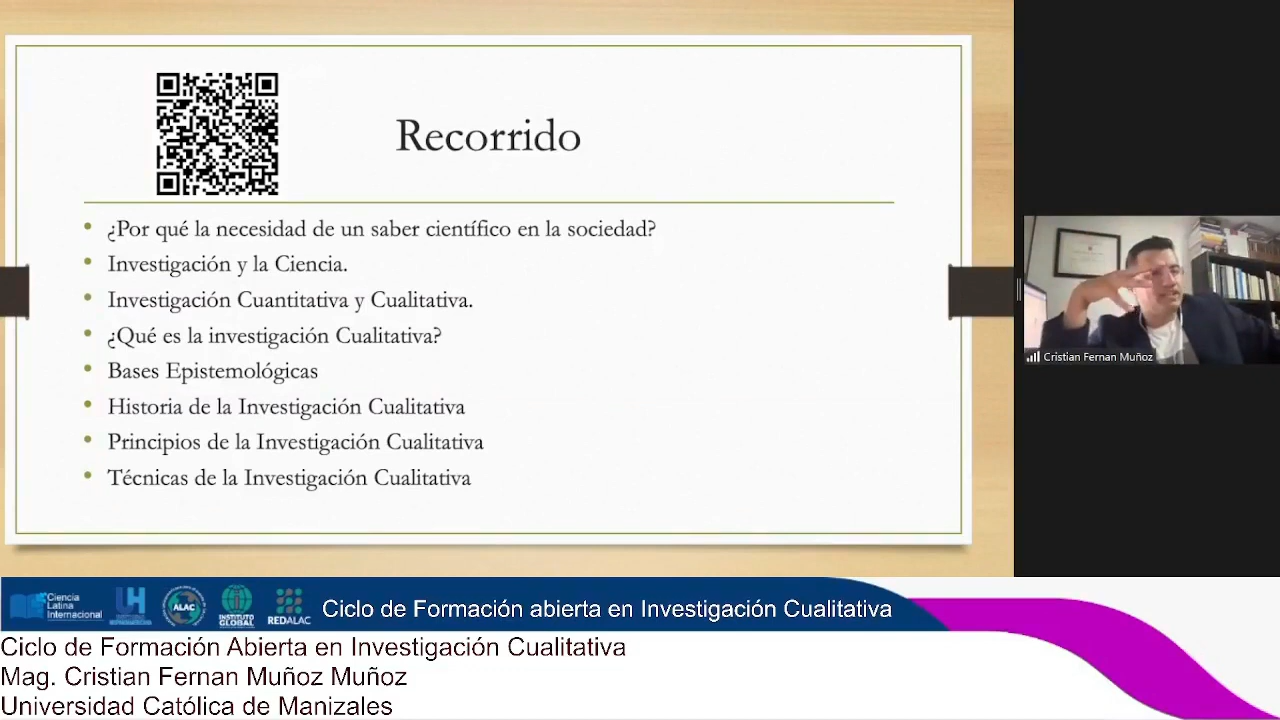 Recorrido
• ¿Por qué la necesidad de un saber científico en la sociedad?
• Investigación y la Ciencia.
• Investigación Cuantitativa y Cualitativa.
• ¿Qué es la investigación Cualitativa?
• Bases Epistemológicas
• Historia de la Investigación Cualitativa
• Principios de la Investigación Cualitativa
• Técnicas de la Investigación Cualitativa
Cristian Fernan Muñoz
Ciencia
Latina
Internacional
ALAC
INSTITUTO
GLOBAL
REDALAC
Ciclo de Formación abierta en Investigación Cualitativa
Ciclo de Formación Abierta en Investigación Cualitativa
Mag. Cristian Fernan Muñoz Muñoz
Universidad Católica de Manizales